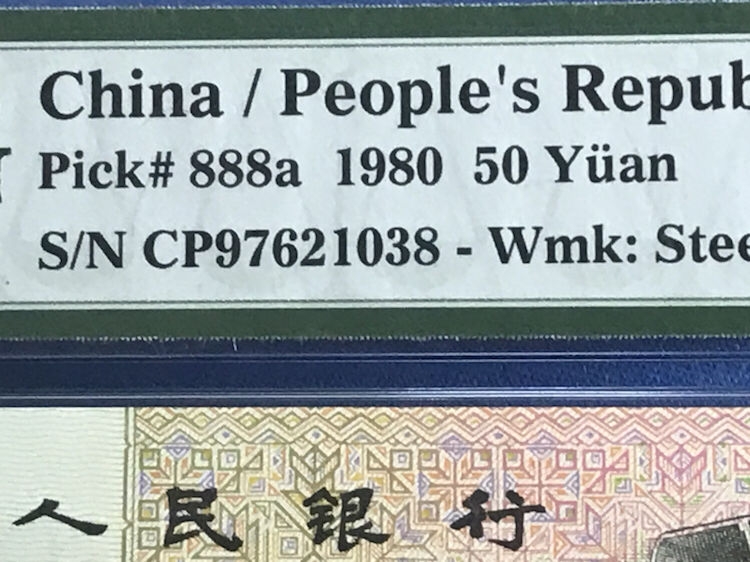 China / People's Repub
Pick# 888a 1980 50 Yüan
S/N CP97621038 - Wmk: Stee
人民银行